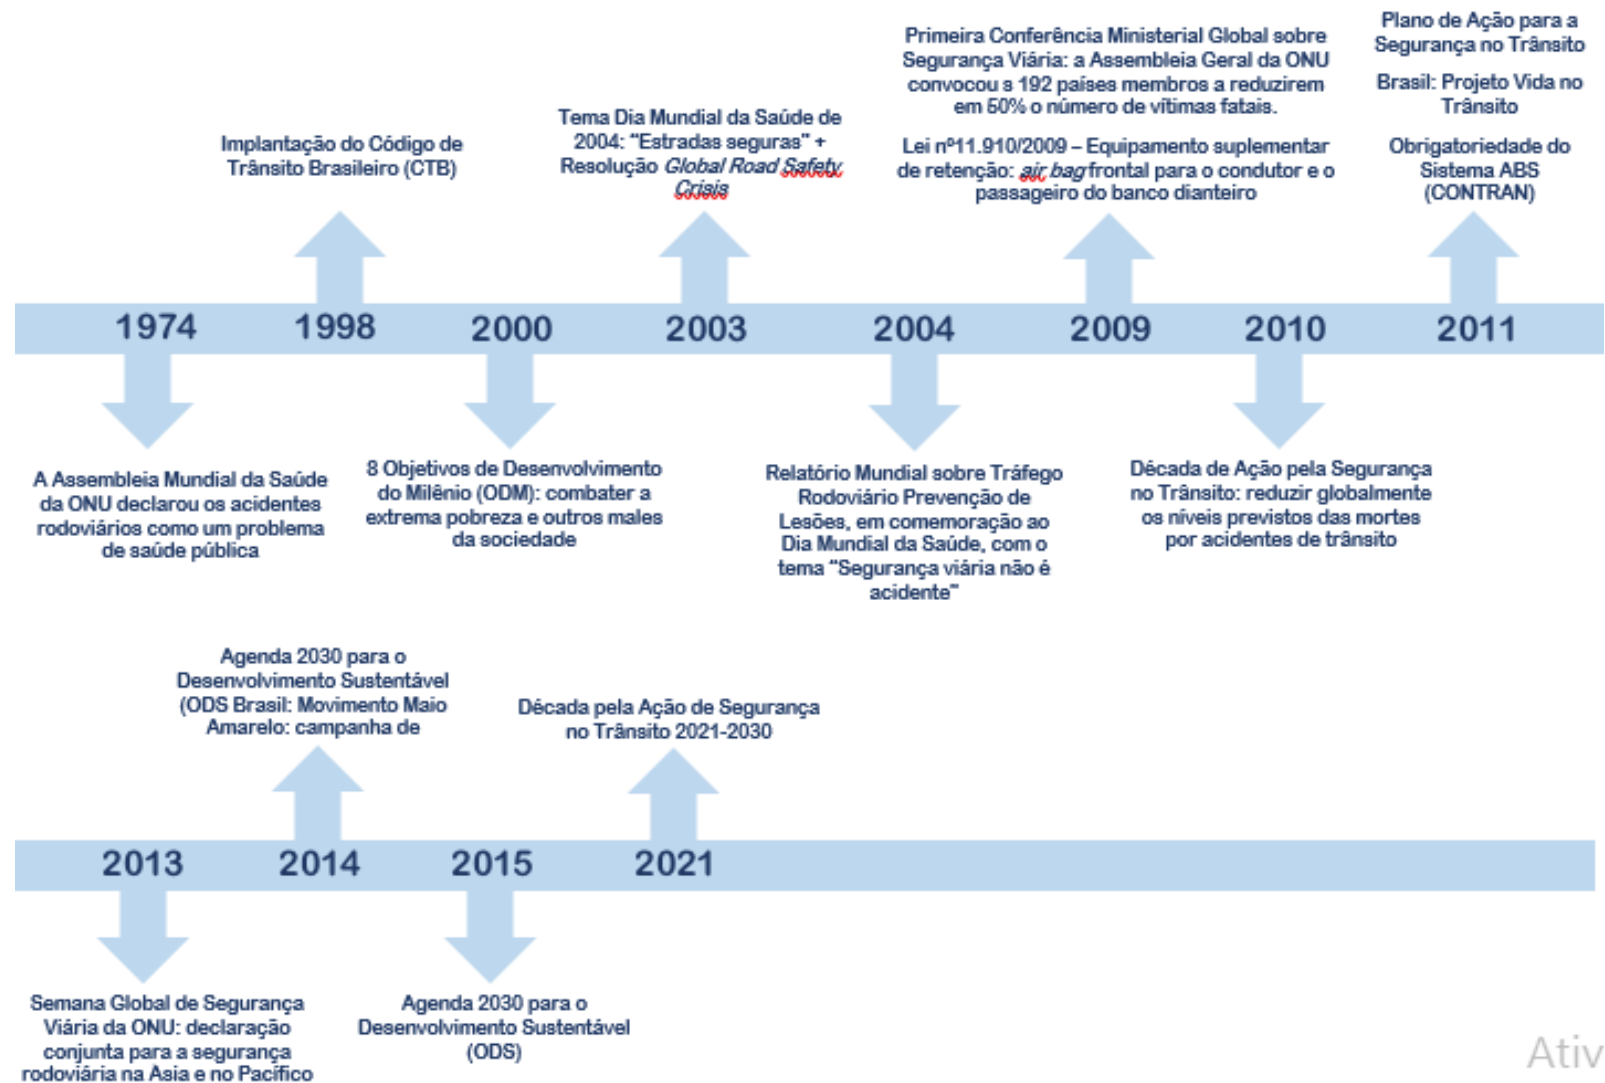 Plano de Ação para a
Segurança no Trânsito
Brasil: Projeto Vida no
Trânsito
Obrigatoriedade do
Sistema ABS
(CONTRAN)
Primeira Conferência Ministerial Global sobre
Segurança Viária: a Assembleia Geral da ONU
convocou s 192 países membros a reduzirem
em 50% o número de vítimas fatais.
Lei nº11.910/2009 – Equipamento suplementar
de retenção: air bag frontal para o condutor e o
passageiro do banco dianteiro
Tema Dia Mundial da Saúde de
2004: “Estradas seguras” +
Resolução Global Road Safety
Crisis
Implantação do Código de
Trânsito Brasileiro (CTB)
1974 1998 2000 2003 2004 2009 2010 2011
A Assembleia Mundial da Saúde
da ONU declarou os acidentes
rodoviários como um problema
de saúde pública
8 Objetivos de Desenvolvimento
do Milênio (ODM): combater a
extrema pobreza e outros males
da sociedade
Relatório Mundial sobre Tráfego
Rodoviário Prevenção de
Lesões, em comemoração ao
Dia Mundial da Saúde, com o
tema “Segurança viária não é
acidente”
Década de Ação pela Segurança
no Trânsito: reduzir globalmente
os níveis previstos das mortes
por acidentes de trânsito
Agenda 2030 para o
Desenvolvimento Sustentável
(ODS Brasil: Movimento Maio
Amarelo: campanha de
Década pela Ação de Segurança
no Trânsito 2021-2030
2013 2014 2015 2021
Semana Global de Segurança
Viária da ONU: declaração
conjunta para a segurança
rodoviária na Asia e no Pacífico
Agenda 2030 para o
Desenvolvimento Sustentável
(ODS)
Ativ